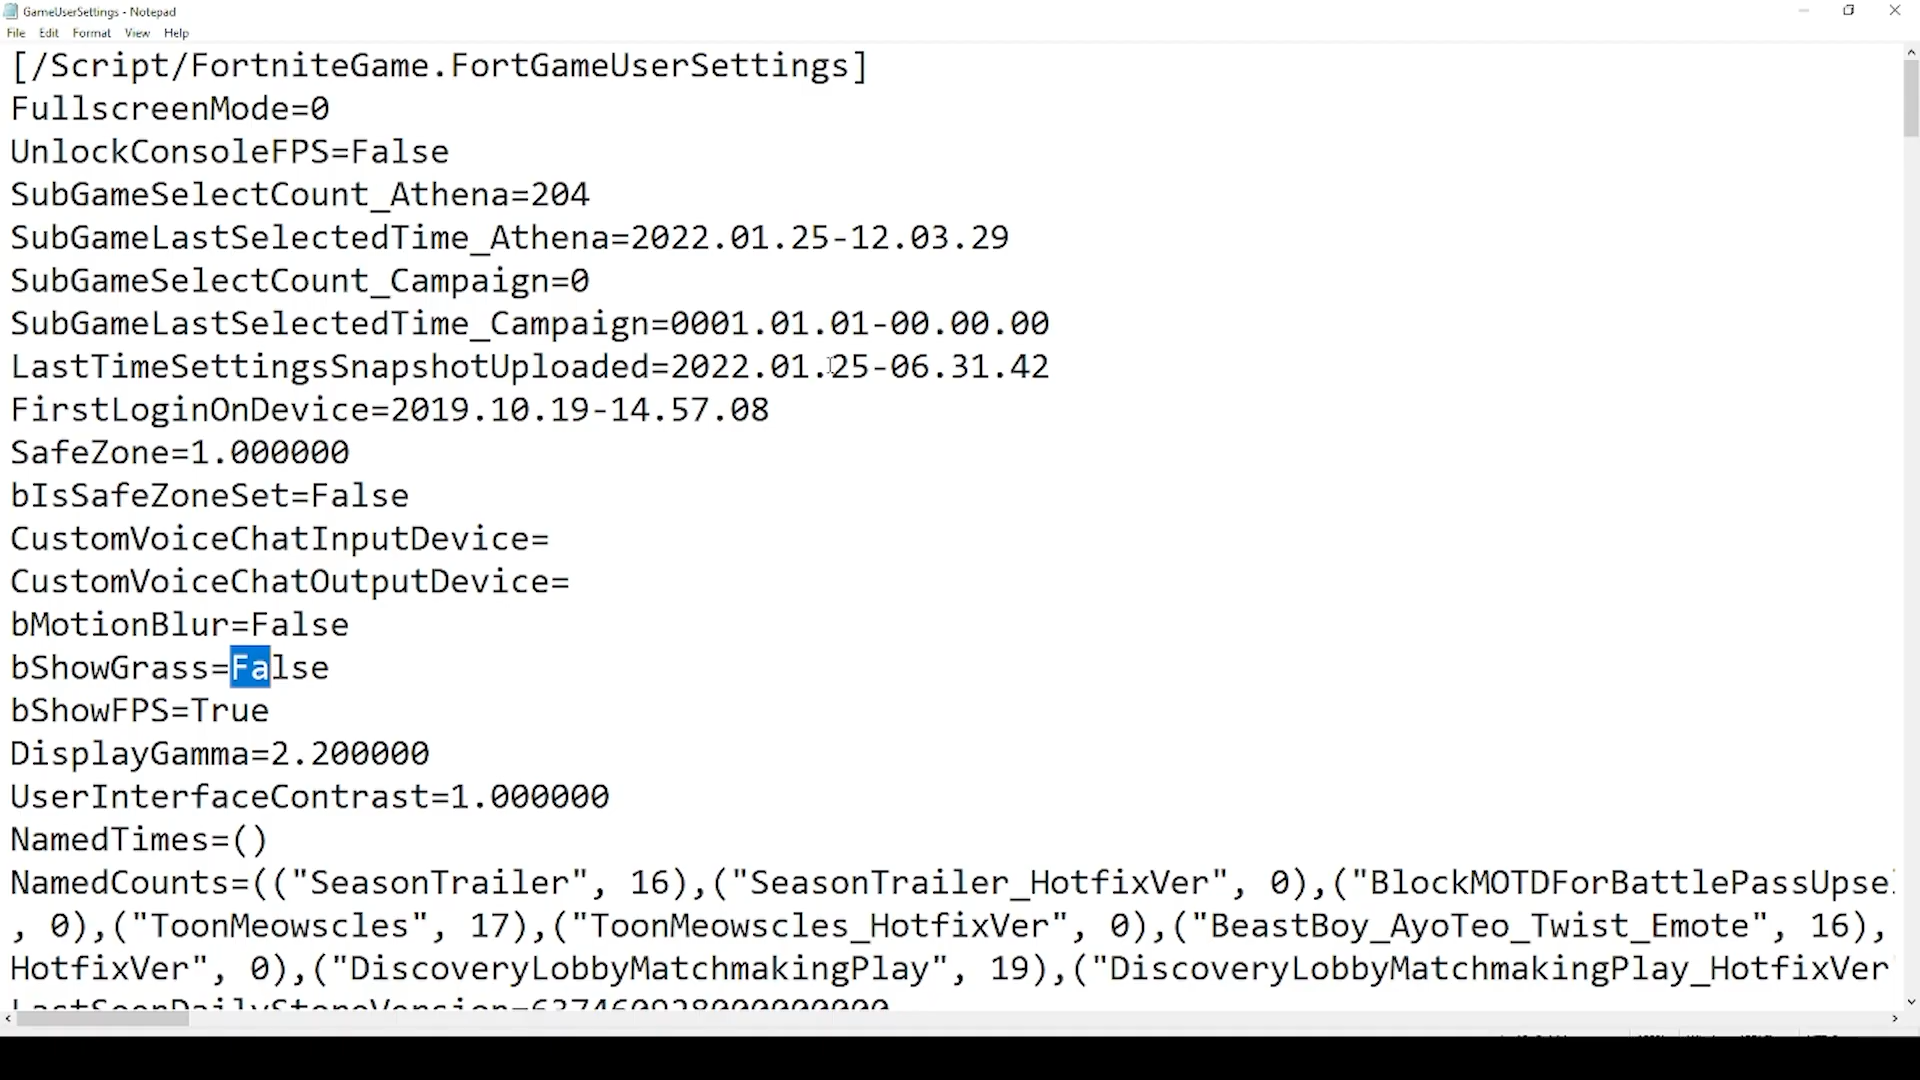 GameUserSettings - Notepad
File Edit Format View Help
[/Script/FortniteGame.FortGameUserSettings]
FullscreenMode=0
UnlockConsoleFPS=False
SubGameSelectCount_Athena=204
SubGameLastSelectedTime_Athena=2022.01.25-12.03.29
SubGameSelectCount_Campaign=0
SubGameLastSelectedTime_Campaign=0001.01.01-00.00.00
LastTimeSettingsSnapshotUploaded=2022.01.25-06.31.42
FirstLoginOnDevice=2019.10.19-14.57.08
SafeZone=1.000000
bIsSafeZoneSet=False
CustomVoiceChatInputDevice=
CustomVoiceChatOutputDevice=
bMotionBlur=False
bShowGrass=False
bShowFPS=True
DisplayGamma=2.200000
UserInterfaceContrast=1.000000
NamedTimes=()
NamedCounts=(("SeasonTrailer", 16),("SeasonTrailer_HotfixVer", 0),("BlockMOTDForBattlePassUpse
, 0),("ToonMeowscles", 17),("ToonMeowscles_HotfixVer", 0),("BeastBoy_AyoTeo_Twist_Emote", 16),
HotfixVer", 0),("DiscoveryLobbyMatchmakingPlay", 19),("DiscoveryLobbyMatchmakingPlay_HotfixVer